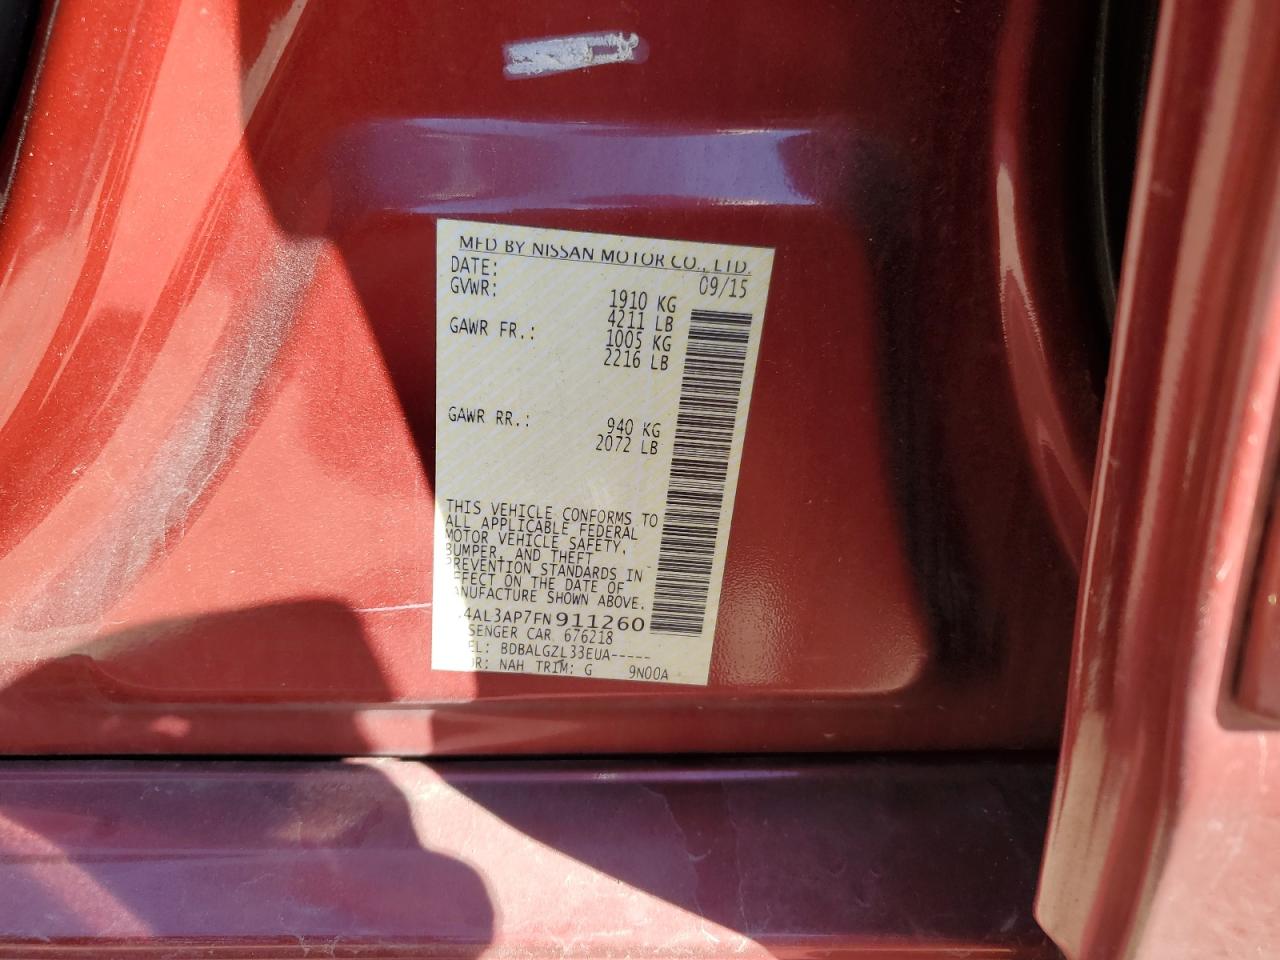 MFD BY NISSAN MOTOR CO., LTD.
DATE: 09/15
GVWR: 1910 KG
4211 LB
GAWR FR.: 1005 KG
2216 LB
GAWR RR.: 940 KG
2072 LB
THIS VEHICLE CONFORMS TO
ALL APPLICABLE FEDERAL
MOTOR VEHICLE SAFETY,
BUMPER, AND THEFT
PREVENTION STANDARDS IN
EFFECT ON THE DATE OF
MANUFACTURE SHOWN ABOVE.
4AL3AP7FN911260
SENGER CAR 676218
EL: BDBALGZL33EUA-----
OR: NAH TRIM: G 9N00A